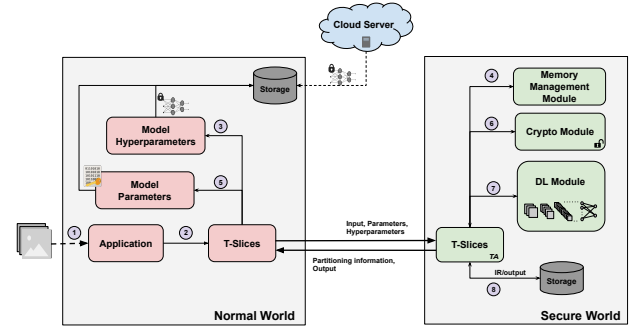 Cloud Server
Storage
Model
Hyperparameters
3
Model
Parameters
5
1
Application
2
T-Slices
Normal World
Input, Parameters,
Hyperparameters
Partitioning information,
Output
4
Memory
Management
Module
6
Crypto Module
7
DL Module
T-Slices
TA
IR/output
8
Storage
Secure World